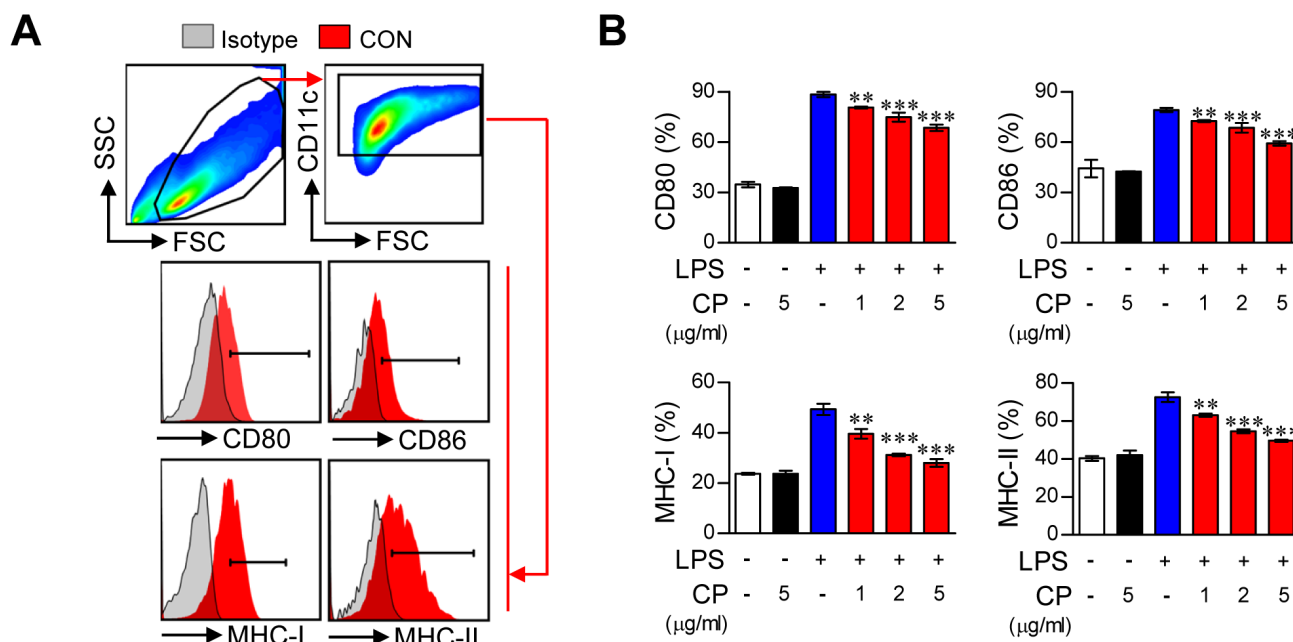 A
Isotype CON
SSC
FSC
CD11c
FSC
CD80
CD86
MHC-I
MHC-II
B
CD80 (%)
90
60
30
0
** *** ***
LPS - - + + + +
CP - 5 - 1 2 5
(μg/ml)
CD86 (%)
90
60
30
0
** *** ***
LPS - - + + + +
CP - 5 - 1 2 5
(μg/ml)
MHC-I (%)
60
40
20
0
** *** ***
LPS - - + + + +
CP - 5 - 1 2 5
(μg/ml)
MHC-II (%)
80
60
40
20
0
** *** ***
LPS - - + + + +
CP - 5 - 1 2 5
(μg/ml)